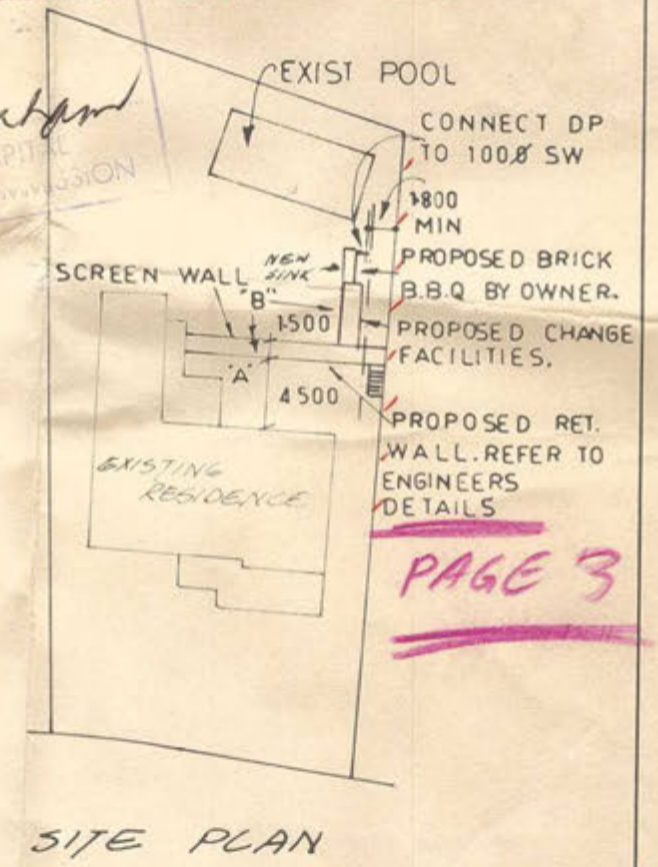 EXIST POOL
CONNECT DP
TO 100Ø SW
1800
MIN
NEW
SINK
PROPOSED BRICK
B.B.Q BY OWNER.
SCREEN WALL
"B"
1500
PROPOSED CHANGE
FACILITIES.
'A'
4500
PROPOSED RET.
WALL. REFER TO
ENGINEERS
DETAILS
EXISTING
RESIDENCE
PAGE 3
SITE PLAN